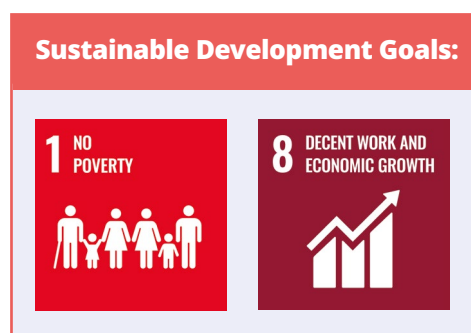 Sustainable Development Goals:
1 NO
POVERTY
8 DECENT WORK AND
ECONOMIC GROWTH